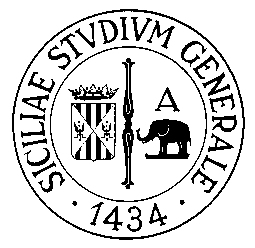 SICILIAE STVDIVM GENERALE
A
· 1434 ·